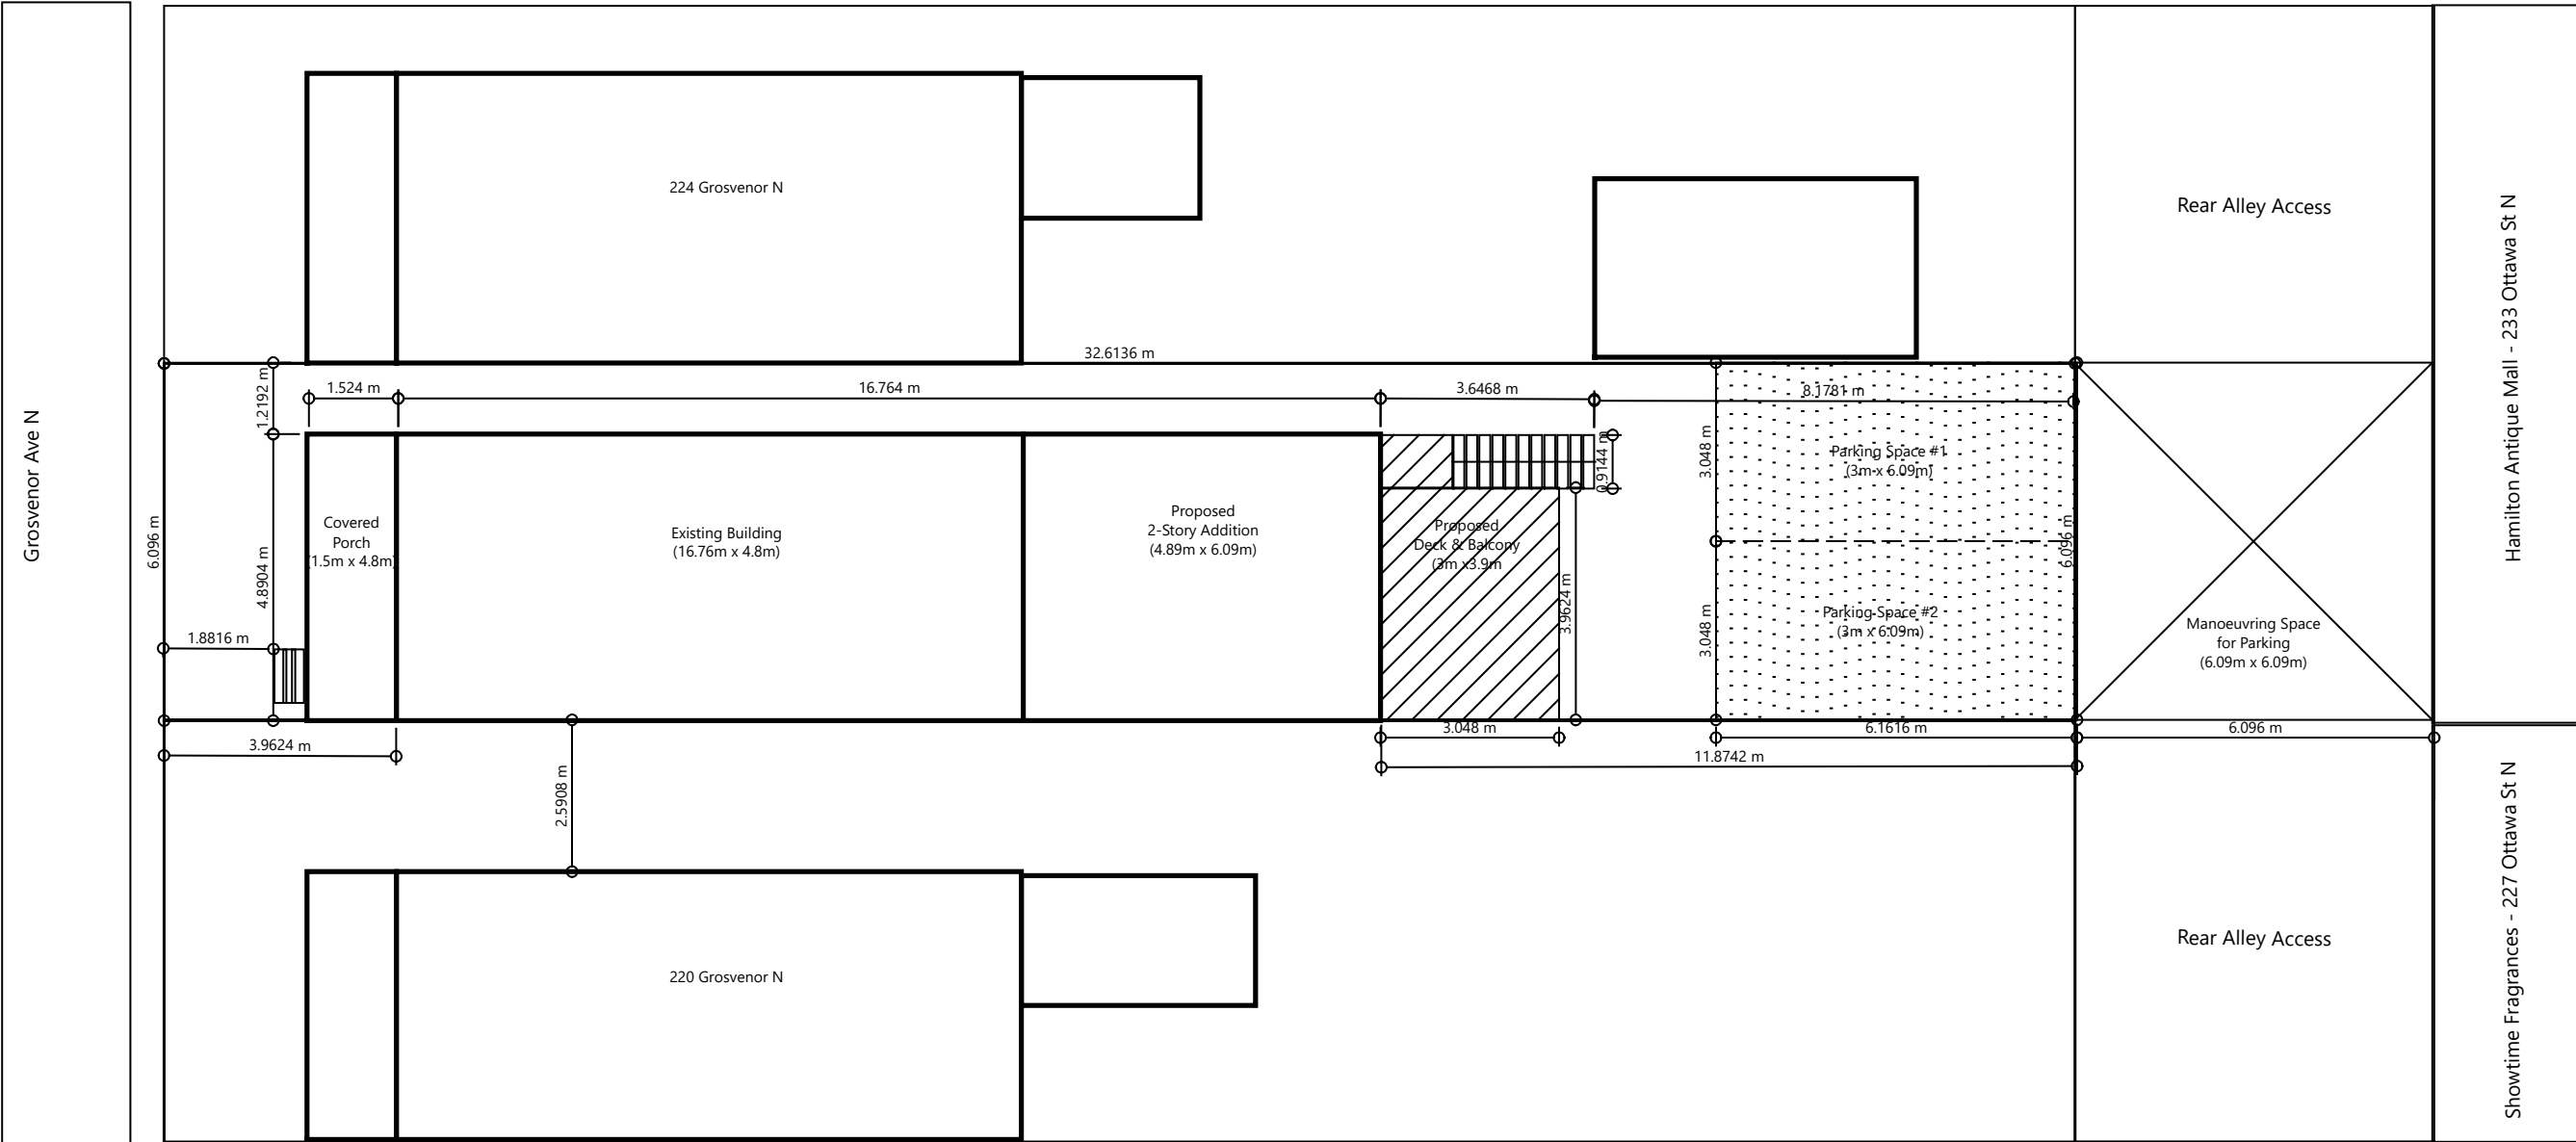 Grosvenor Ave N
224 Grosvenor N
Rear Alley Access
Hamilton Antique Mall - 233 Ottawa St N
32.6136 m
1.2192 m
1.524 m
16.764 m
3.6468 m
8.1781 m
6.096 m
4.8904 m
Covered
Porch
(1.5m x 4.8m)
Existing Building
(16.76m x 4.8m)
Proposed
2-Story Addition
(4.89m x 6.09m)
Proposed
Deck & Balcony
(3m x3.9m
0.9144 m
3.9624 m
3.048 m
Parking Space #1
(3m x 6.09m)
6.096 m
3.048 m
Parking Space #2
(3m x 6.09m)
Manoeuvring Space
for Parking
(6.09m x 6.09m)
1.8816 m
3.9624 m
2.5908 m
3.048 m
6.1616 m
6.096 m
11.8742 m
220 Grosvenor N
Rear Alley Access
Showtime Fragrances - 227 Ottawa St N